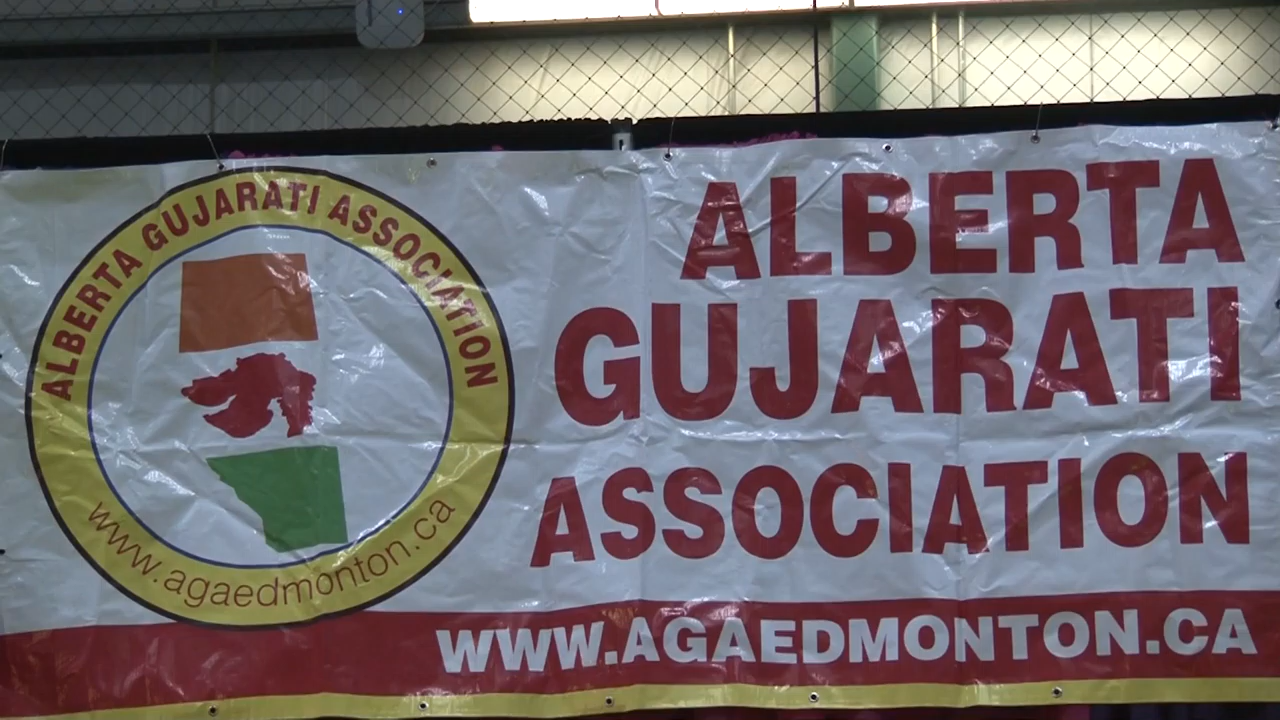 ALBERTA GUJARATI ASSOCIATION
www.agaedmonton.ca
ALBERTA
GUJARATI
ASSOCIATION
WWW.AGAEDMONTON.CA